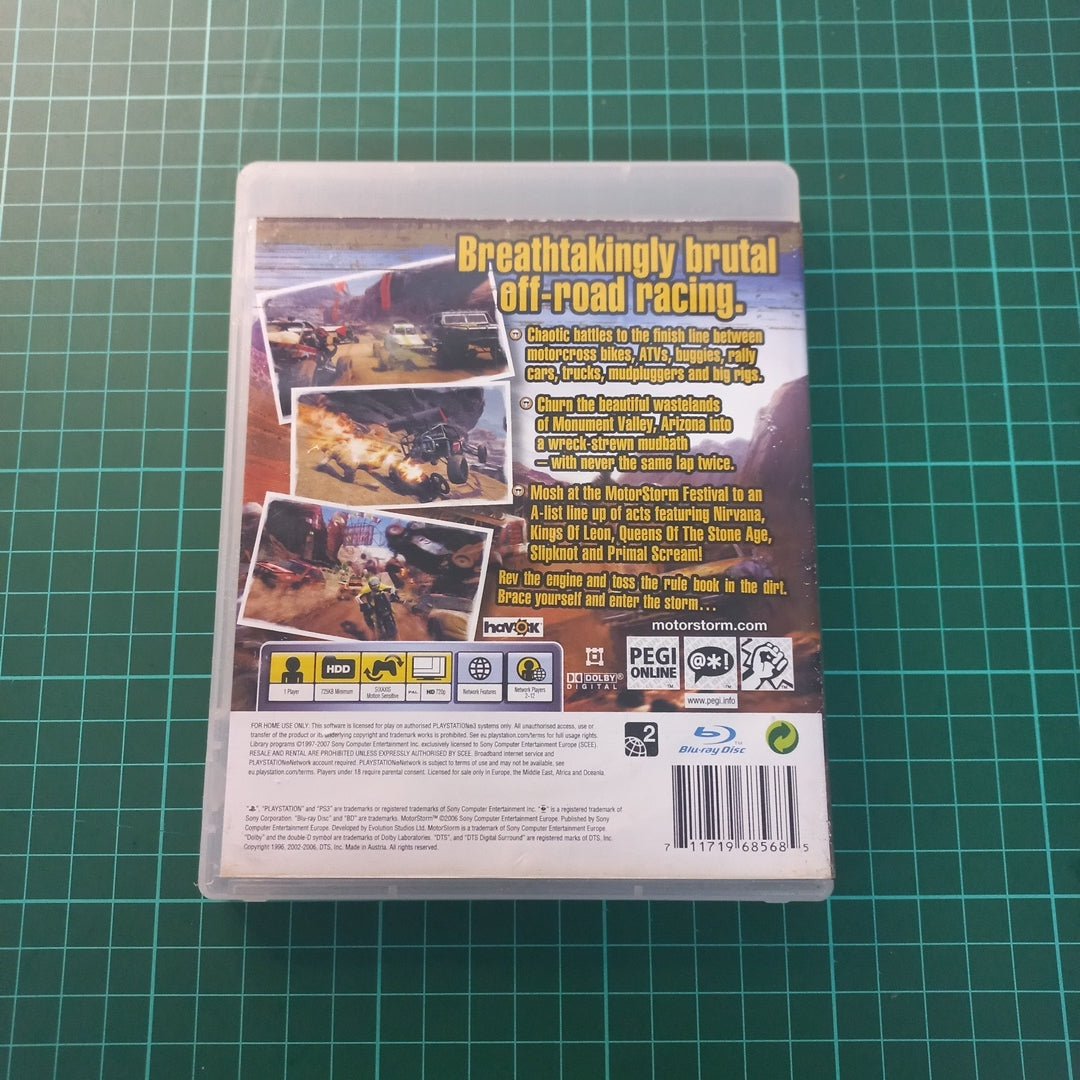 Breathtakingly brutal
off-road racing.
Chaotic battles to the finish line between
motorcross bikes, ATVs, buggies, rally
cars, trucks, mudpluggers and big rigs.
Churn the beautiful wastelands
of Monument Valley, Arizona into
a wreck-strewn mudbath
– with never the same lap twice.
Mosh at the MotorStorm Festival to an
A-list line up of acts featuring Nirvana,
Kings Of Leon, Queens Of The Stone Age,
Slipknot and Primal Scream!
Rev the engine and toss the rule book in the dirt.
Brace yourself and enter the storm...
havok
motorstorm.com
HDD
1 Player
725KB Minimum
SIXAXIS
Motion Sensitive
PAL HD 720p
Network Features
Network Players
2-12
DOLBY®
DIGITAL
PEGI
ONLINE
@*!
™
www.pegi.info
FOR HOME USE ONLY: This software is licensed for play on authorised PLAYSTATION®3 systems only. All unauthorised access, use or
transfer of the product or its underlying copyright and trademark works is prohibited. See eu.playstation.com/terms for full usage rights.
Library programs ©1997-2007 Sony Computer Entertainment Inc. exclusively licensed to Sony Computer Entertainment Europe (SCEE).
RESALE AND RENTAL ARE PROHIBITED UNLESS EXPRESSLY AUTHORISED BY SCEE. Broadband internet service and
PLAYSTATION®Network account required. PLAYSTATION®Network is subject to terms of use and may not be available, see
eu.playstation.com/terms. Players under 18 require parental consent. Licensed for sale only in Europe, the Middle East, Africa and Oceania.
2
Blu-ray Disc™
"PLAYSTATION" and "PS3" are trademarks or registered trademarks of Sony Computer Entertainment Inc. " " is a registered trademark of
Sony Corporation. "Blu-ray Disc" and "BD" are trademarks. MotorStorm™ ©2006 Sony Computer Entertainment Europe. Published by Sony
Computer Entertainment Europe. Developed by Evolution Studios Ltd. MotorStorm is a trademark of Sony Computer Entertainment Europe.
"Dolby" and the double-D symbol are trademarks of Dolby Laboratories. "DTS", and "DTS Digital Surround" are registered marks of DTS, Inc.
Copyright 1996, 2002-2006, DTS, Inc. Made in Austria. All rights reserved.
7 11719 68568 5